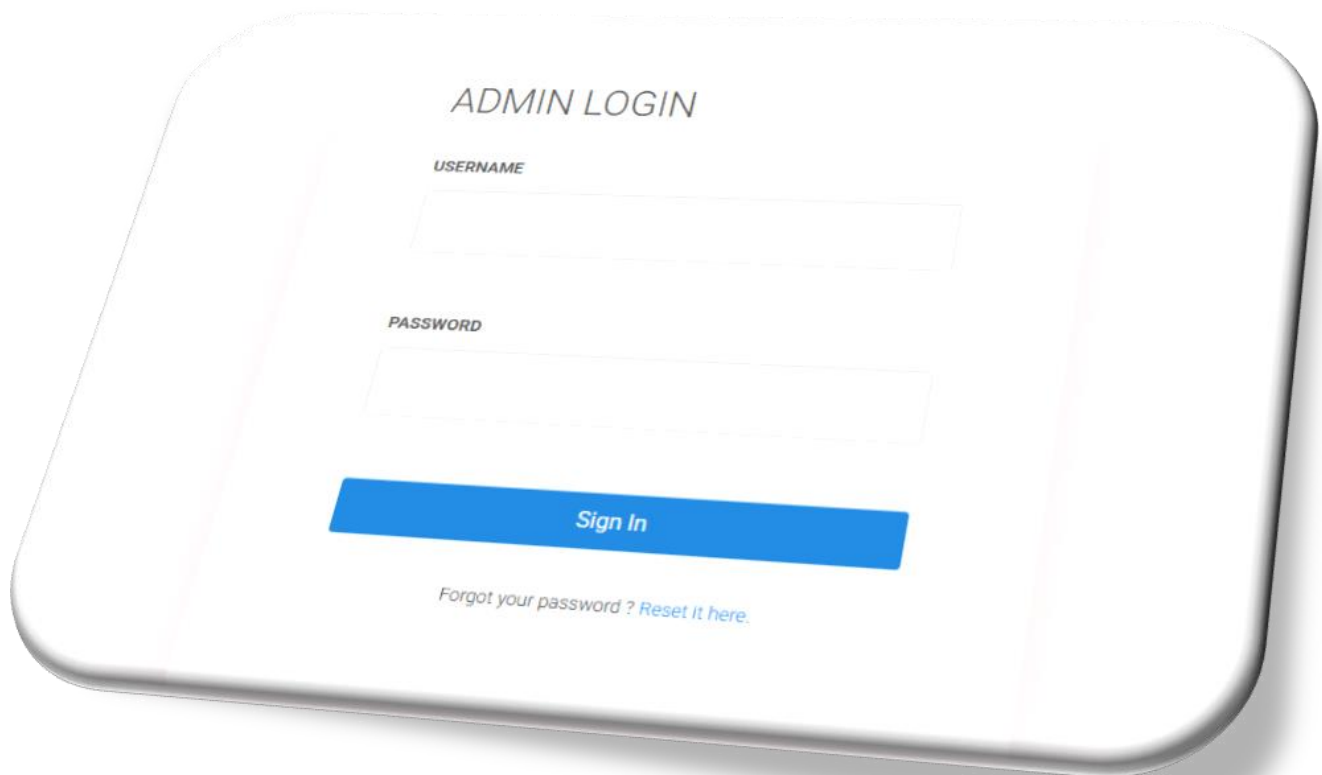 ADMIN LOGIN
USERNAME
PASSWORD
Sign In
Forgot your password ? Reset it here.